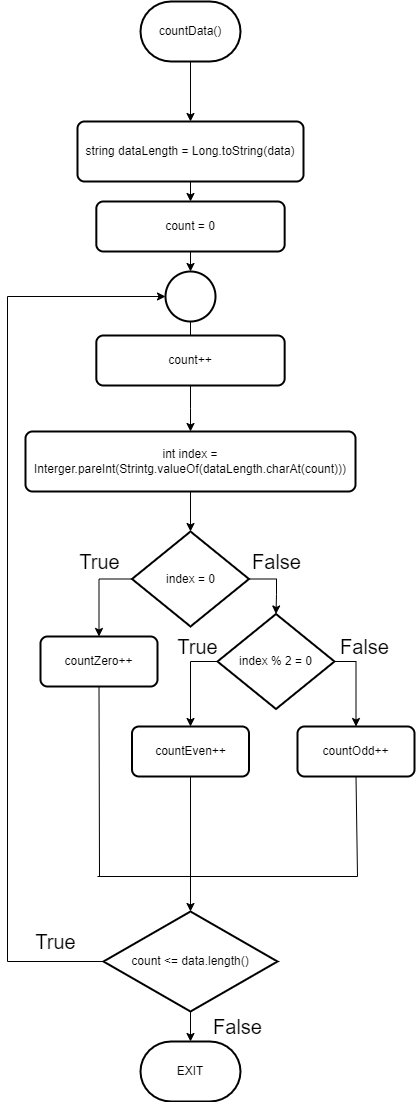 countData()
string dataLength = Long.toString(data)
count = 0
count++
int index =
Interger.pareInt(Strintg.valueOf(dataLength.charAt(count)))
True
False
index = 0
True
False
countZero++
index % 2 = 0
countEven++
countOdd++
True
count <= data.length()
False
EXIT